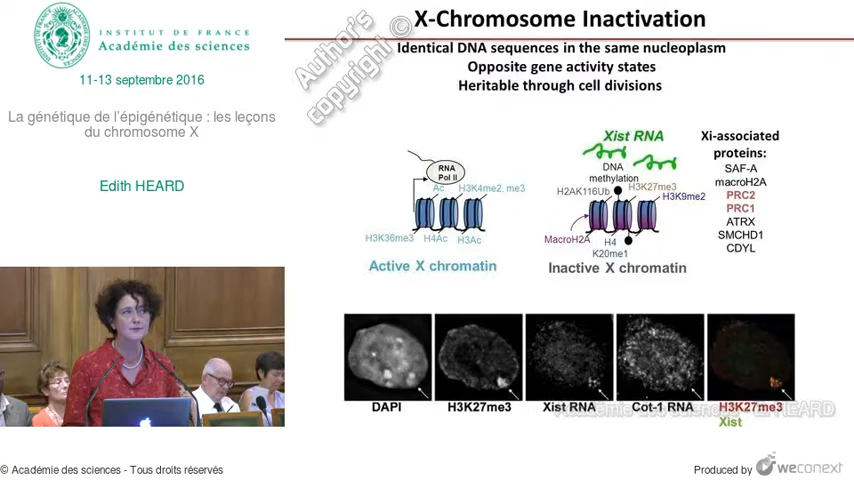 INSTITUT DE FRANCE
Académie des sciences
11-13 septembre 2016
La génétique de l'épigénétique : les leçons
du chromosome X
Edith HEARD
X-Chromosome Inactivation
Identical DNA sequences in the same nucleoplasm
Opposite gene activity states
Heritable through cell divisions
Author's
copyright ©
RNA
Pol II
Ac
H3K4me2, me3
H3K36me3
H4Ac
H3Ac
Active X chromatin
Xist RNA
DNA
methylation
H2AK116Ub
H3K27me3
H3K9me2
MacroH2A
H4
K20me1
Inactive X chromatin
Xi-associated
proteins:
SAF-A
macroH2A
PRC2
PRC1
ATRX
SMCHD1
CDYL
DAPI
H3K27me3
Xist RNA
Cot-1 RNA
H3K27me3
Xist
Académie des sciences - E. HEARD
© Académie des sciences - Tous droits réservés
Produced by
weconext